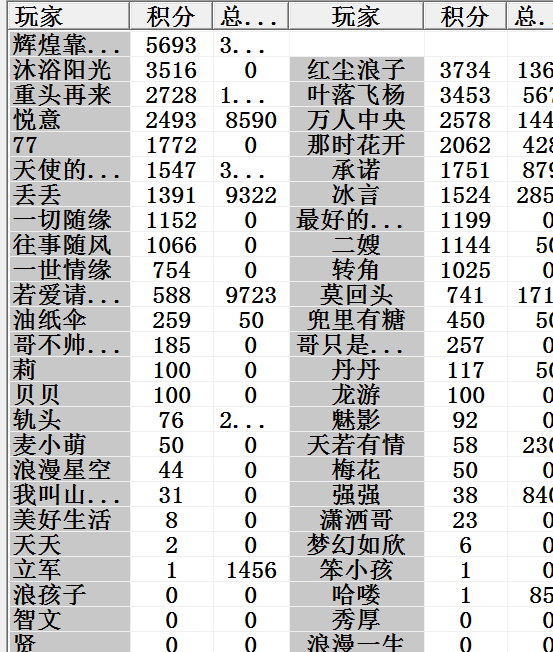 玩家 积分 总... 玩家 积分 总...
辉煌靠... 5693 3...
沐浴阳光 3516 0 红尘浪子 3734 136
重头再来 2728 1... 叶落飞杨 3453 567
悦意 2493 8590 万人中央 2578 144
77 1772 0 那时花开 2062 428
天使的... 1547 3... 承诺 1751 879
丢丢 1391 9322 冰言 1524 285
一切随缘 1152 0 最好的... 1199 0
往事随风 1066 0 二嫂 1144 50
一世情缘 754 0 转角 1025 0
若爱请... 588 9723 莫回头 741 171
油纸伞 259 50 兜里有糖 450 50
哥不帅... 185 0 哥只是... 257 0
莉 100 0 丹丹 117 50
贝贝 100 0 龙游 100 0
轨头 76 2... 魅影 92 0
麦小萌 50 0 天若有情 58 230
浪漫星空 44 0 梅花 50 0
我叫山... 31 0 强强 38 840
美好生活 8 0 潇洒哥 23 0
天天 2 0 梦幻如欣 6 0
立军 1 1456 笨小孩 1 0
浪孩子 0 0 哈喽 1 85
智文 0 0 秀厚 0 0
贤 0 0 浪漫一生 0 0